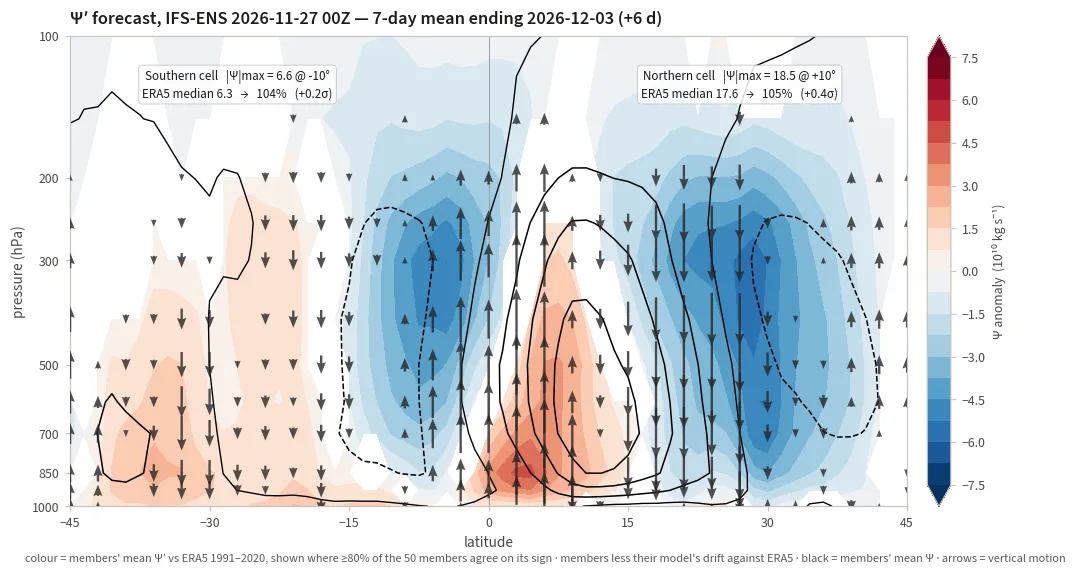 Ψ′ forecast, IFS-ENS 2026-11-27 00Z — 7-day mean ending 2026-12-03 (+6 d)
Southern cell |Ψ|max = 6.6 @ -10°
ERA5 median 6.3 → 104% (+0.2σ)
Northern cell |Ψ|max = 18.5 @ +10°
ERA5 median 17.6 → 105% (+0.4σ)
100
200
300
500
700
850
1000
pressure (hPa)
−45
−30
−15
0
15
30
45
latitude
7.5
6.0
4.5
3.0
1.5
0.0
−1.5
−3.0
−4.5
−6.0
−7.5
Ψ anomaly (10¹⁰ kg s⁻¹)
colour = members' mean Ψ′ vs ERA5 1991–2020, shown where ≥80% of the 50 members agree on its sign · members less their model's drift against ERA5 · black = members' mean Ψ · arrows = vertical motion